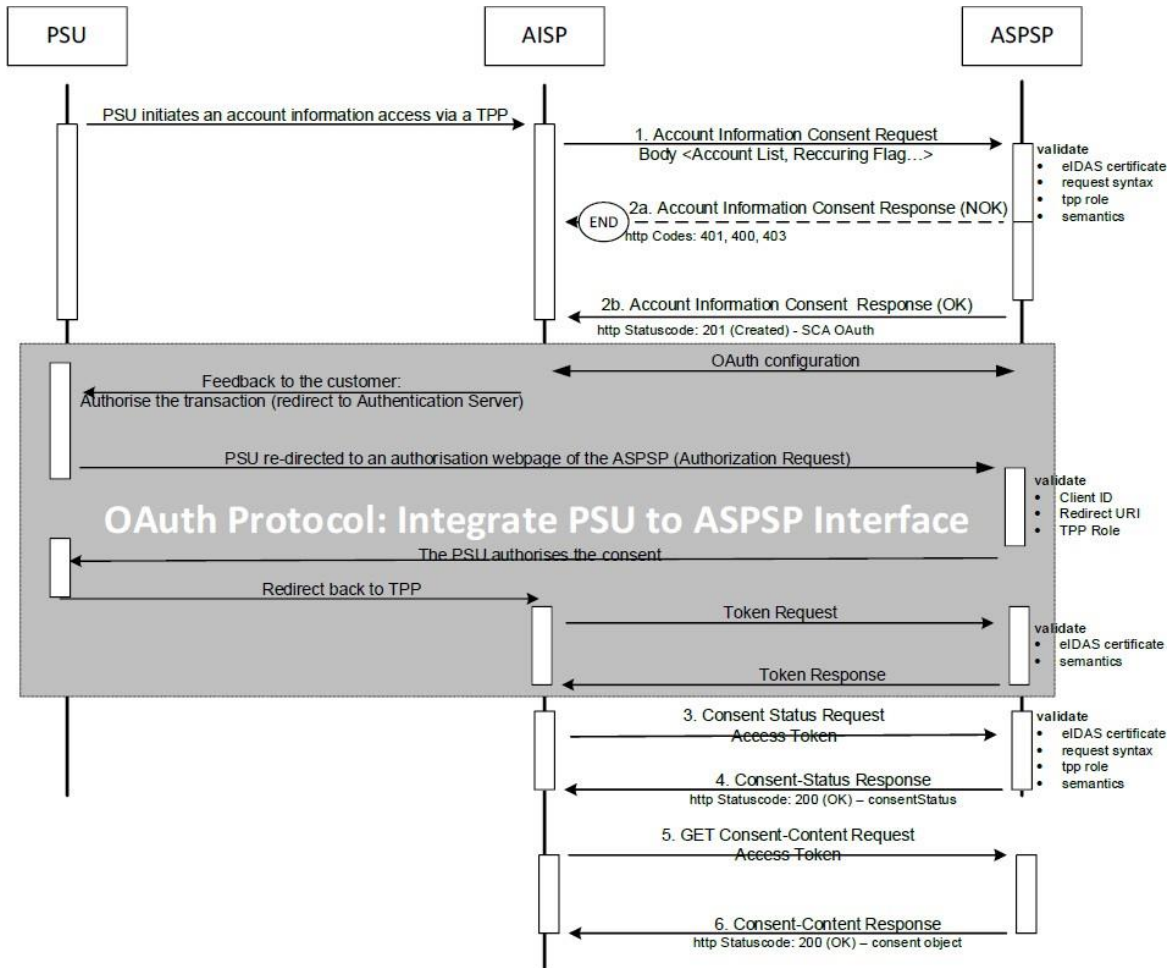 PSU
AISP
ASPSP
PSU initiates an account information access via a TPP
1. Account Information Consent Request
Body <Account List, Reccuring Flag…>
validate
• eIDAS certificate
• request syntax
• tpp role
• semantics
2a. Account Information Consent Response (NOK)
END
http Codes: 401, 400, 403
2b. Account Information Consent Response (OK)
http Statuscode: 201 (Created) - SCA OAuth
OAuth configuration
Feedback to the customer:
Authorise the transaction (redirect to Authentication Server)
PSU re-directed to an authorisation webpage of the ASPSP (Authorization Request)
validate
• Client ID
• Redirect URI
• TPP Role
OAuth Protocol: Integrate PSU to ASPSP Interface
The PSU authorises the consent
Redirect back to TPP
Token Request
validate
• eIDAS certificate
• semantics
Token Response
3. Consent Status Request
Access Token
validate
• eIDAS certificate
• request syntax
• tpp role
• semantics
4. Consent-Status Response
http Statuscode: 200 (OK) – consentStatus
5. GET Consent-Content Request
Access Token
6. Consent-Content Response
http Statuscode: 200 (OK) – consent object